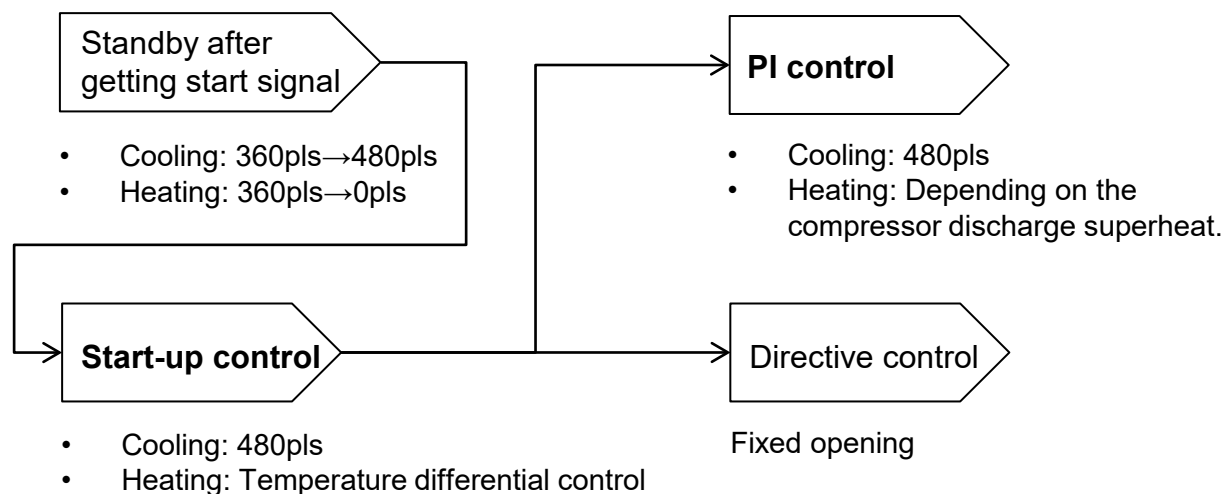 Standby after
getting start signal
• Cooling: 360pls→480pls
• Heating: 360pls→0pls
PI control
• Cooling: 480pls
• Heating: Depending on the
compressor discharge superheat.
Start-up control
• Cooling: 480pls
• Heating: Temperature differential control
Directive control
Fixed opening